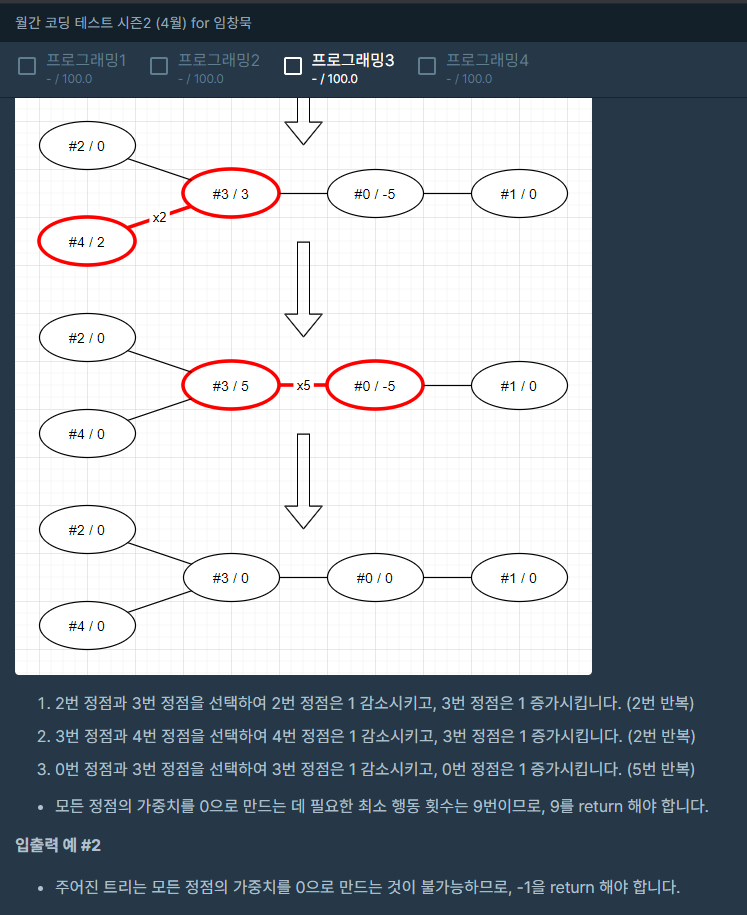 월간 코딩 테스트 시즌2 (4월) for 임창묵
프로그래밍1
- / 100.0
프로그래밍2
- / 100.0
프로그래밍3
- / 100.0
프로그래밍4
- / 100.0
#2 / 0
#3 / 3
#0 / -5
#1 / 0
x2
#4 / 2
#2 / 0
#3 / 5
x5
#0 / -5
#1 / 0
#4 / 0
#2 / 0
#3 / 0
#0 / 0
#1 / 0
#4 / 0
1. 2번 정점과 3번 정점을 선택하여 2번 정점은 1 감소시키고, 3번 정점은 1 증가시킵니다. (2번 반복)
2. 3번 정점과 4번 정점을 선택하여 4번 정점은 1 감소시키고, 3번 정점은 1 증가시킵니다. (2번 반복)
3. 0번 정점과 3번 정점을 선택하여 3번 정점은 1 감소시키고, 0번 정점은 1 증가시킵니다. (5번 반복)
• 모든 정점의 가중치를 0으로 만드는 데 필요한 최소 행동 횟수는 9번이므로, 9를 return 해야 합니다.
입출력 예 #2
• 주어진 트리는 모든 정점의 가중치를 0으로 만드는 것이 불가능하므로, -1을 return 해야 합니다.